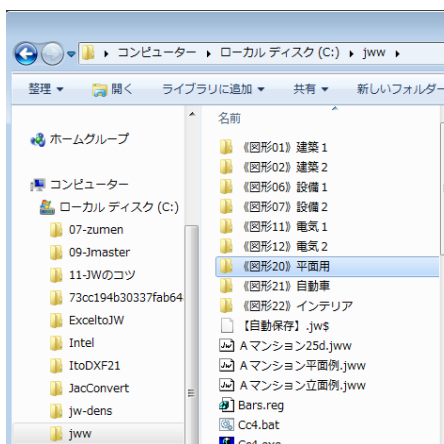 コンピューター ▸ ローカル ディスク (C:) ▸ jww ▸
整理 ▼ 開く ライブラリに追加 ▼ 共有 ▼ 新しいフォルダー
名前
ホームグループ
コンピューター
ローカル ディスク (C:)
07-zumen
09-Jmaster
11-JWのコツ
73cc194b30337fab64
ExceltoJW
Intel
ItoDXF21
JacConvert
jw-dens
jww
《図形01》建築1
《図形02》建築2
《図形06》設備1
《図形07》設備2
《図形11》電気1
《図形12》電気2
《図形20》平面用
《図形21》自動車
《図形22》インテリア
【自動保存】.jw$
Aマンション25d.jww
Aマンション平面例.jww
Aマンション立面例.jww
Bars.reg
Cc4.bat
Cc4.exe